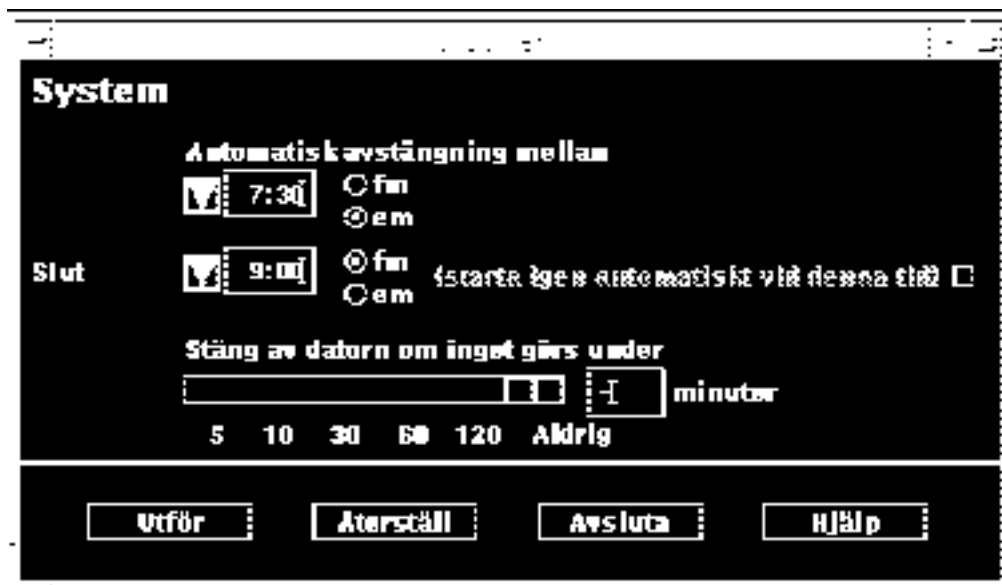 System
Automatisk avstängning mellan
7:30 fm
em
Slut 9:00 fm (starta igen automatiskt vid denna tid)
em
Stäng av datorn om inget görs under
- minuter
5 10 30 60 120 Aldrig
Utför Återställ Avsluta Hjälp